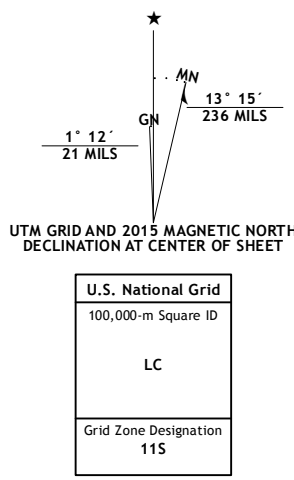 ★
MN
GN
13° 15´
236 MILS
1° 12´
21 MILS
UTM GRID AND 2015 MAGNETIC NORTH
DECLINATION AT CENTER OF SHEET
U.S. National Grid
100,000-m Square ID
LC
Grid Zone Designation
11S